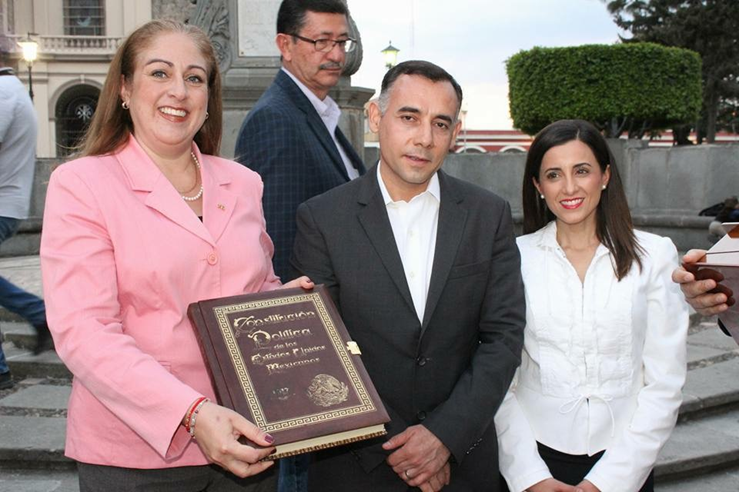 Constitución
Política
de los
Estados Unidos
Mexicanos